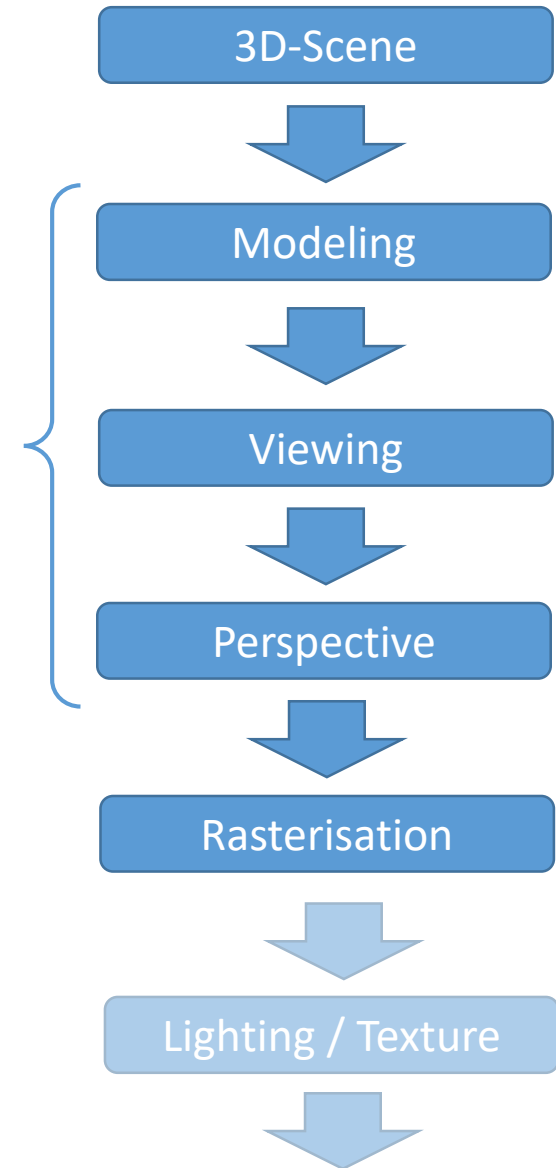 3D-Scene
Modeling
Viewing
Perspective
Rasterisation
Lighting / Texture